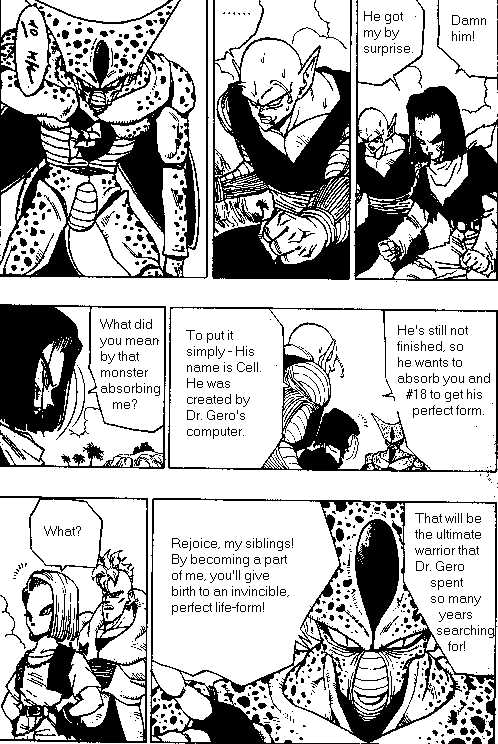 ......
He got
my by
surprise.
Damn
him!
What did
you mean
by that
monster
absorbing
me?
To put it
simply - His
name is Cell.
He was
created by
Dr. Gero's
computer.
He's still not
finished, so
he wants to
absorb you and
#18 to get his
perfect form.
What?
Rejoice, my siblings!
By becoming a part
of me, you'll give
birth to an invincible,
perfect life-form!
That will be
the ultimate
warrior that
Dr. Gero
spent
so many
years
searching
for!